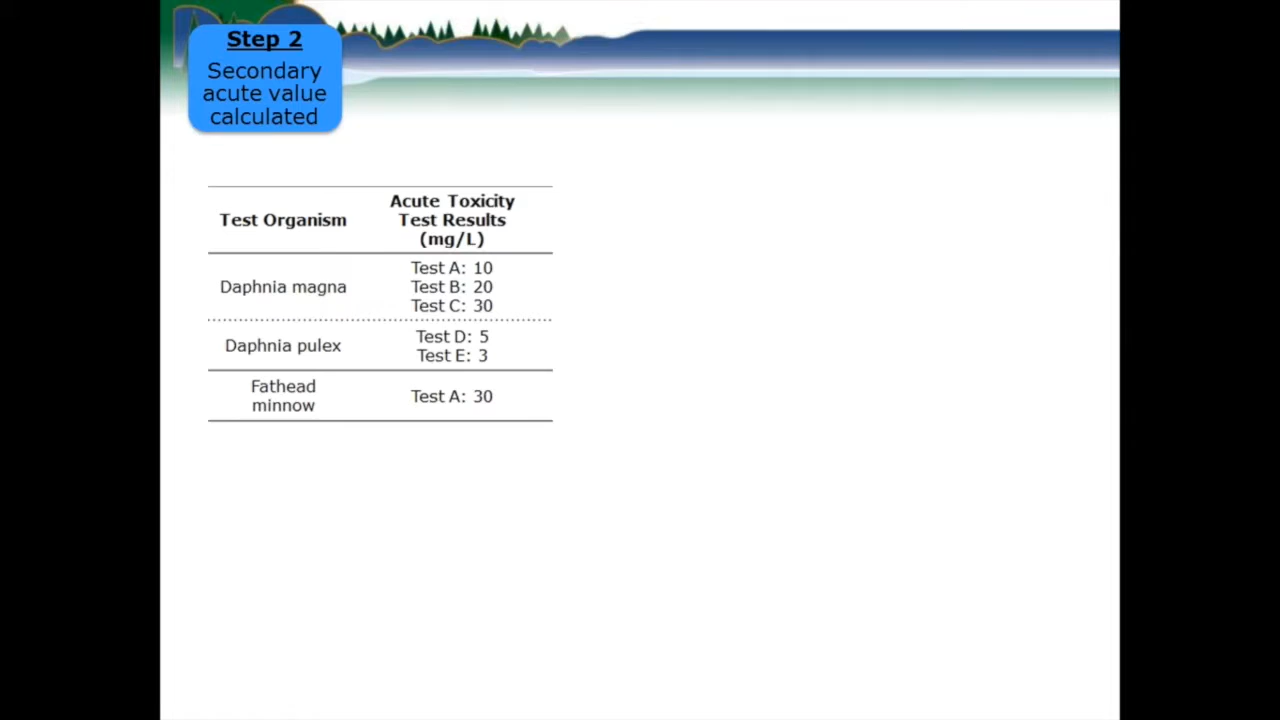 Step 2
Secondary
acute value
calculated
Test Organism
Acute Toxicity
Test Results
(mg/L)
Daphnia magna
Test A: 10
Test B: 20
Test C: 30
Daphnia pulex
Test D: 5
Test E: 3
Fathead
minnow
Test A: 30